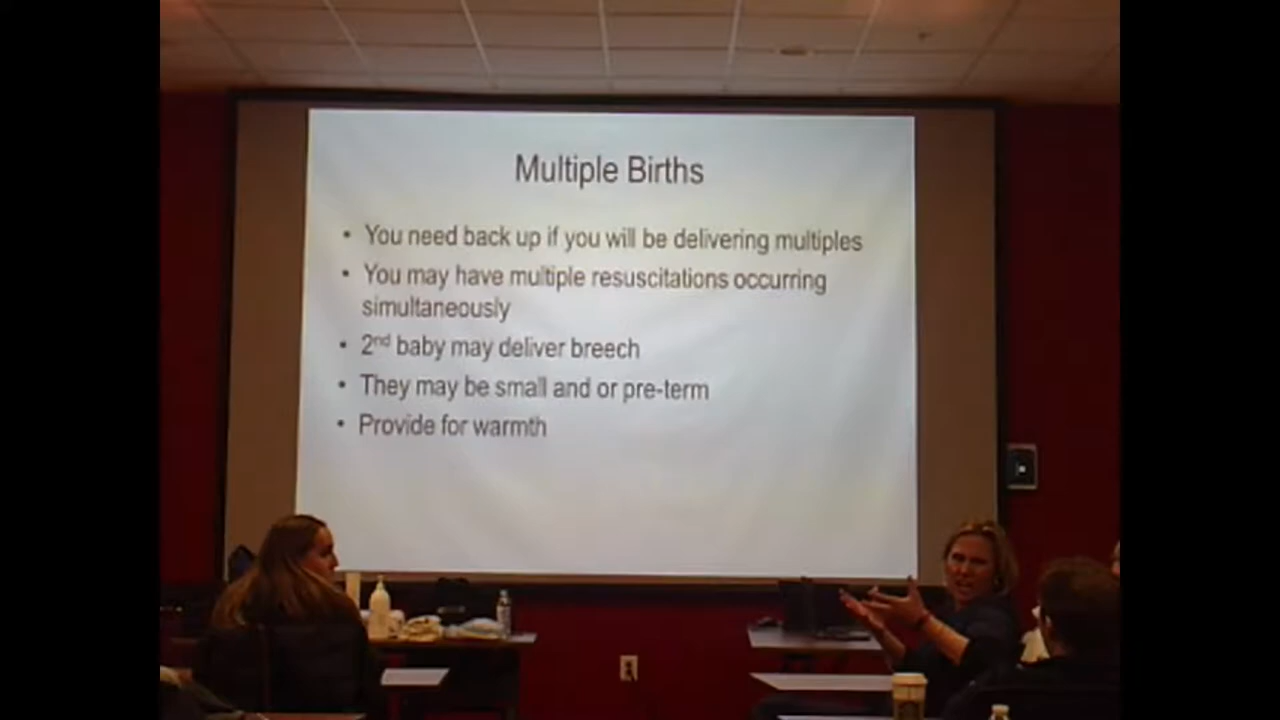 Multiple Births
• You need back up if you will be delivering multiples
• You may have multiple resuscitations occurring
simultaneously
• 2nd baby may deliver breech
• They may be small and or pre-term
• Provide for warmth